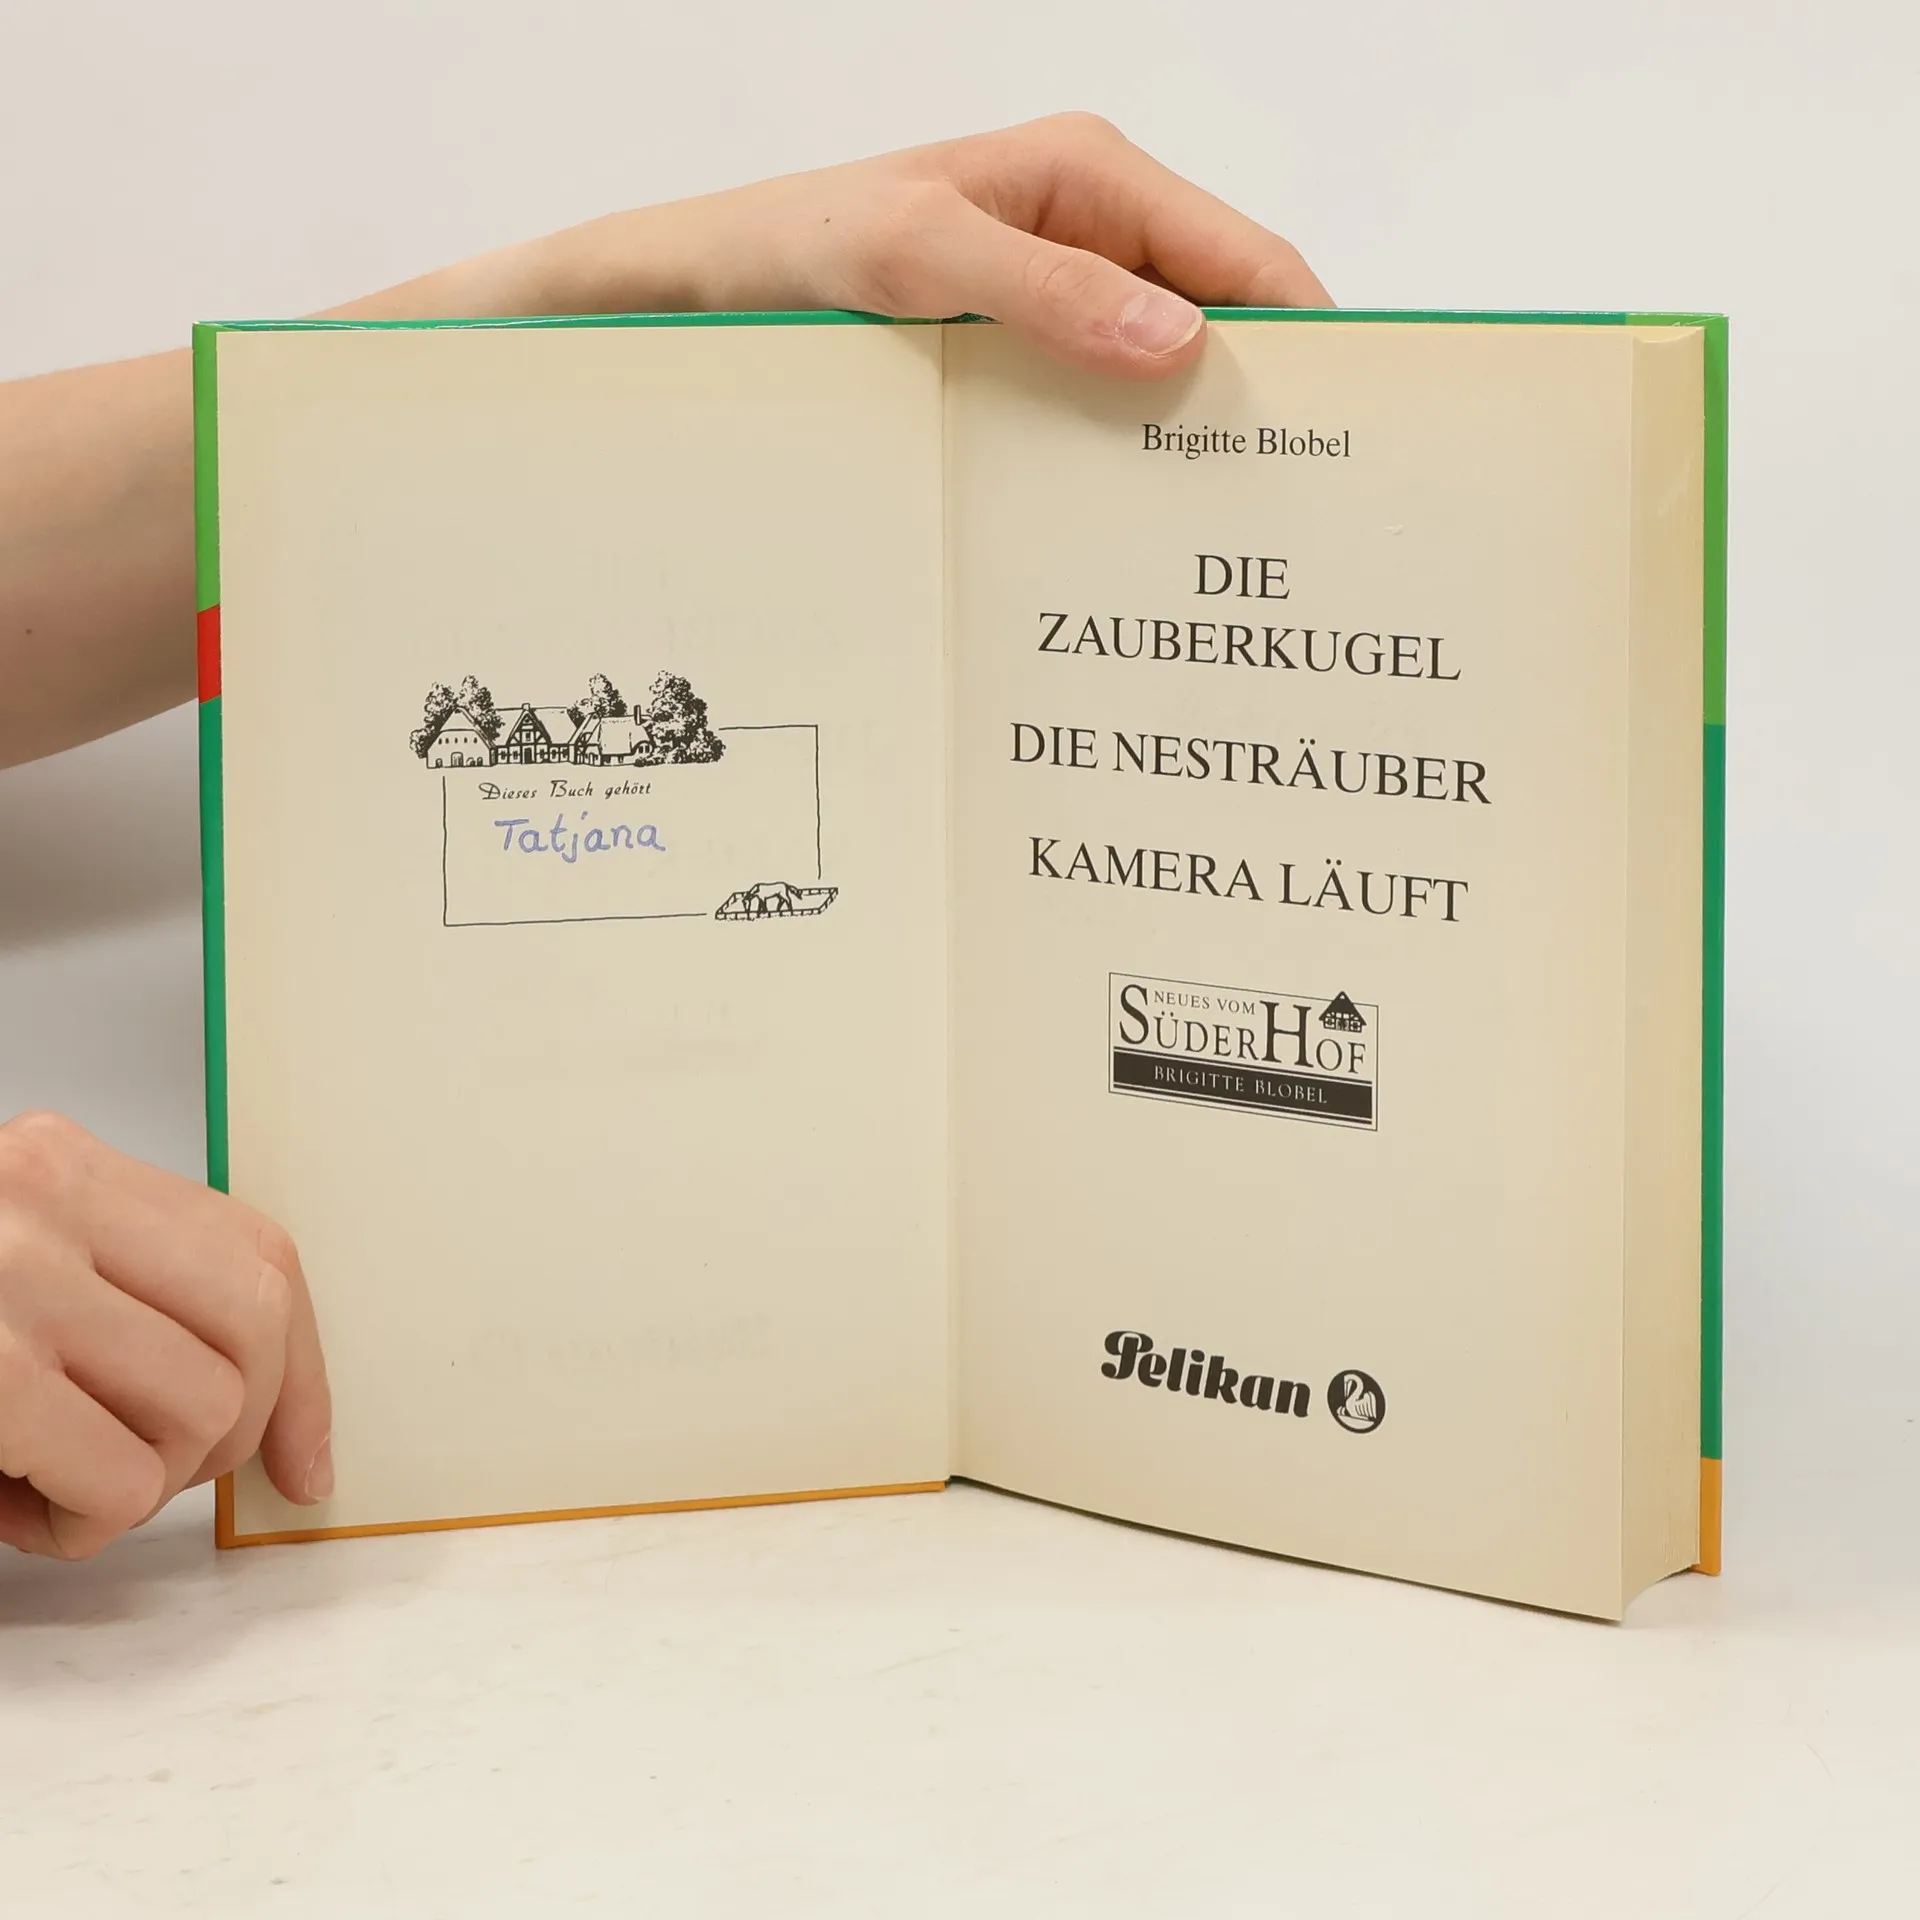 Dieses Buch gehört
Tatjana
Brigitte Blobel
DIE
ZAUBERKUGEL
DIE NESTRÄUBER
KAMERA LÄUFT
NEUES VOM
SÜDERHOF
BRIGITTE BLOBEL
Pelikan